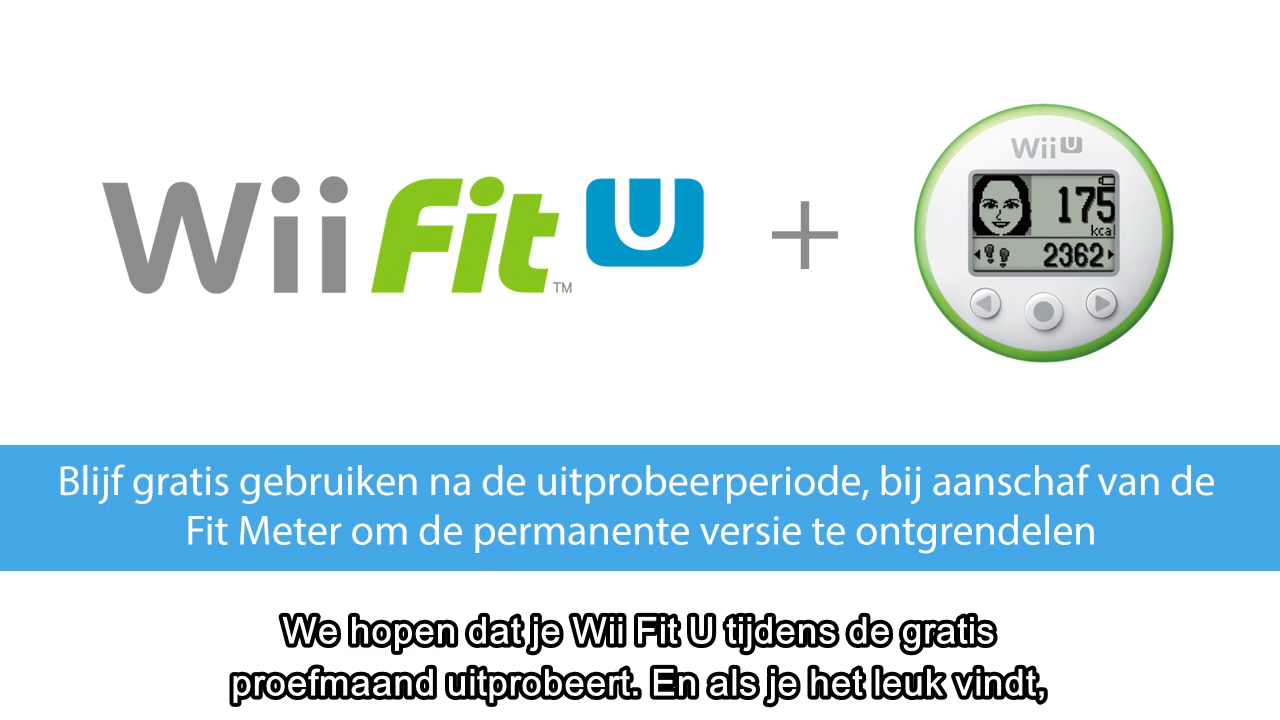 Wii Fit U™ +
Wii U
175
kcal
2362
Blijf gratis gebruiken na de uitprobeerperiode, bij aanschaf van de
Fit Meter om de permanente versie te ontgrendelen
We hopen dat je Wii Fit U tijdens de gratis
proefmaand uitprobeert. En als je het leuk vindt,